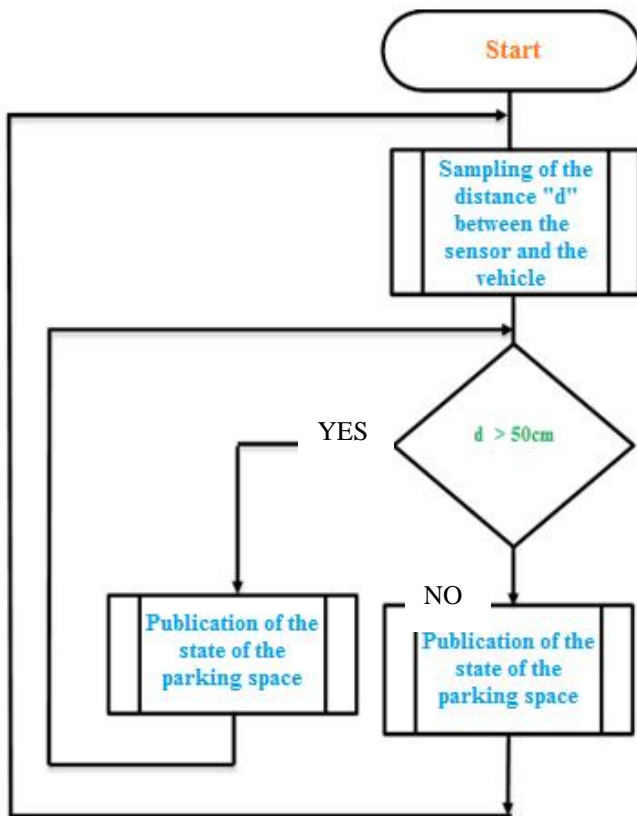 Start
Sampling of the
distance "d"
between the
sensor and the
vehicle
YES
d > 50cm
NO
Publication of the
state of the
parking space
Publication of the
state of the
parking space